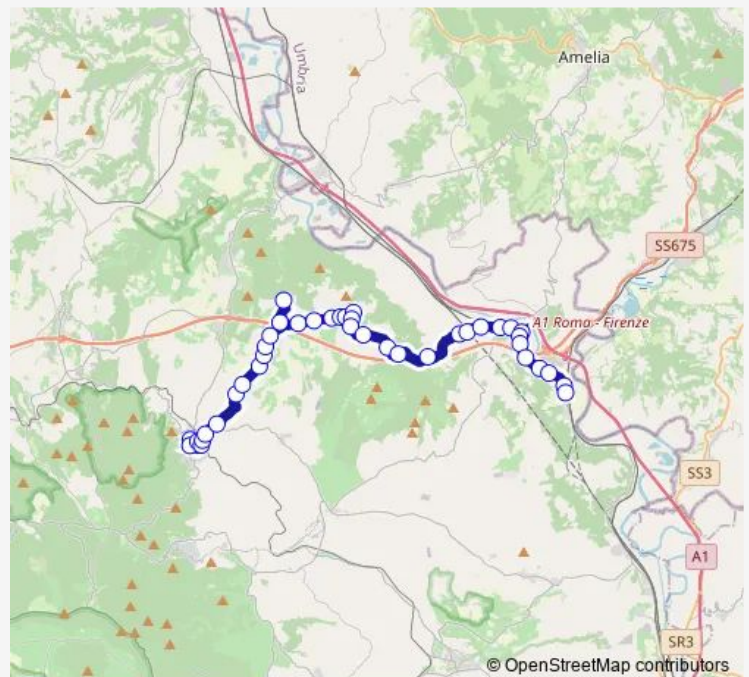 Umbria
Amelia
SS675
A1 Roma - Firenze
SS3
A1
SR3
© OpenStreetMap contributors